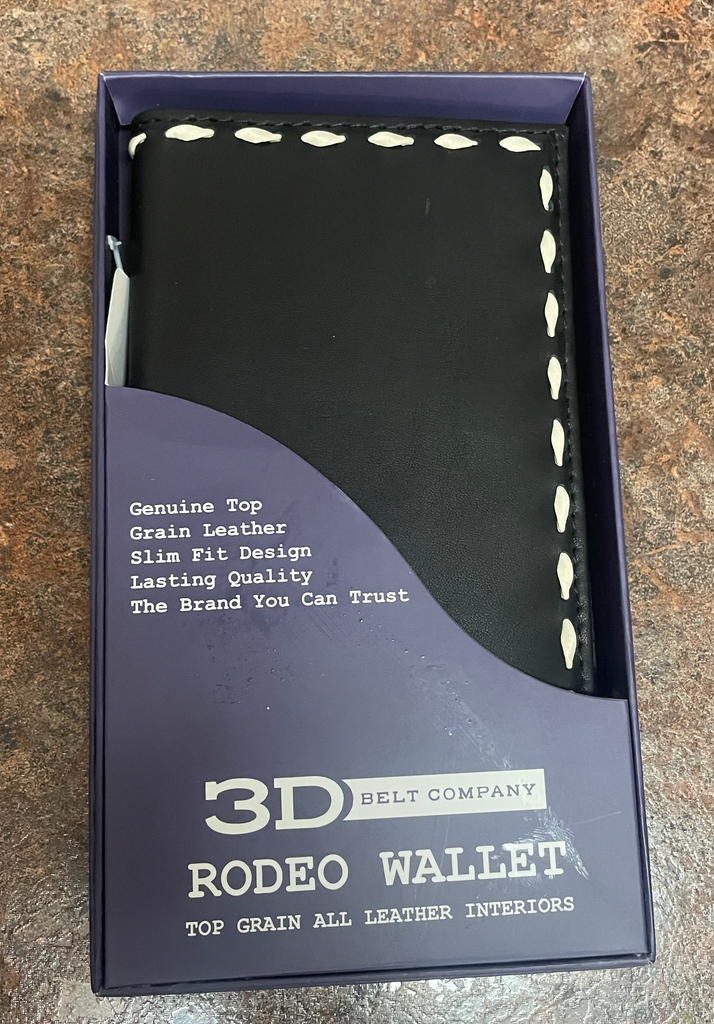 Genuine Top
Grain Leather
Slim Fit Design
Lasting Quality
The Brand You Can Trust
3D BELT COMPANY
RODEO WALLET
TOP GRAIN ALL LEATHER INTERIORS